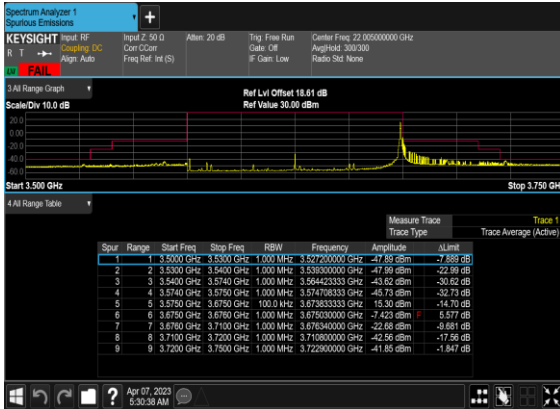 Spectrum Analyzer 1
Spurious Emissions
KEYSIGHT
R T
LN
FAIL
Input: RF
Coupling: DC
Align: Auto
Input Z: 50 Ω
Corr CCorr
Freq Ref: Int (S)
Atten: 20 dB
Trig: Free Run
Gate: Off
IF Gain: Low
Center Freq: 22.005000000 GHz
Avg|Hold: 300/300
Radio Std: None
3 All Range Graph
Scale/Div 10.0 dB
Ref Lvl Offset 18.61 dB
Ref Value 30.00 dBm
20.0
0.00
-20.0
-40.0
-60.0
Start 3.500 GHz
Stop 3.750 GH
4 All Range Table
Measure Trace Trace 1
Trace Type Trace Average (Active)
Spur Range Start Freq Stop Freq RBW Frequency Amplitude ΔLimit
1 1 3.5000 GHz 3.5300 GHz 1.000 MHz 3.527200000 GHz -47.89 dBm -7.889 dB
2 2 3.5300 GHz 3.5400 GHz 1.000 MHz 3.539300000 GHz -47.99 dBm -22.99 dB
3 3 3.5400 GHz 3.5740 GHz 1.000 MHz 3.564423333 GHz -43.62 dBm -30.62 dB
4 4 3.5740 GHz 3.5750 GHz 1.000 MHz 3.574708333 GHz -45.73 dBm -32.73 dB
5 5 3.5750 GHz 3.6750 GHz 100.0 kHz 3.673833333 GHz 15.30 dBm -14.70 dB
6 6 3.6750 GHz 3.6760 GHz 1.000 MHz 3.675030000 GHz -7.423 dBm F 5.577 dB
7 7 3.6760 GHz 3.7100 GHz 1.000 MHz 3.676340000 GHz -22.68 dBm -9.681 dB
8 8 3.7100 GHz 3.7200 GHz 1.000 MHz 3.710800000 GHz -42.56 dBm -17.56 dB
9 9 3.7200 GHz 3.7500 GHz 1.000 MHz 3.722900000 GHz -41.85 dBm -1.847 dB
Apr 07, 2023
5:30:38 AM